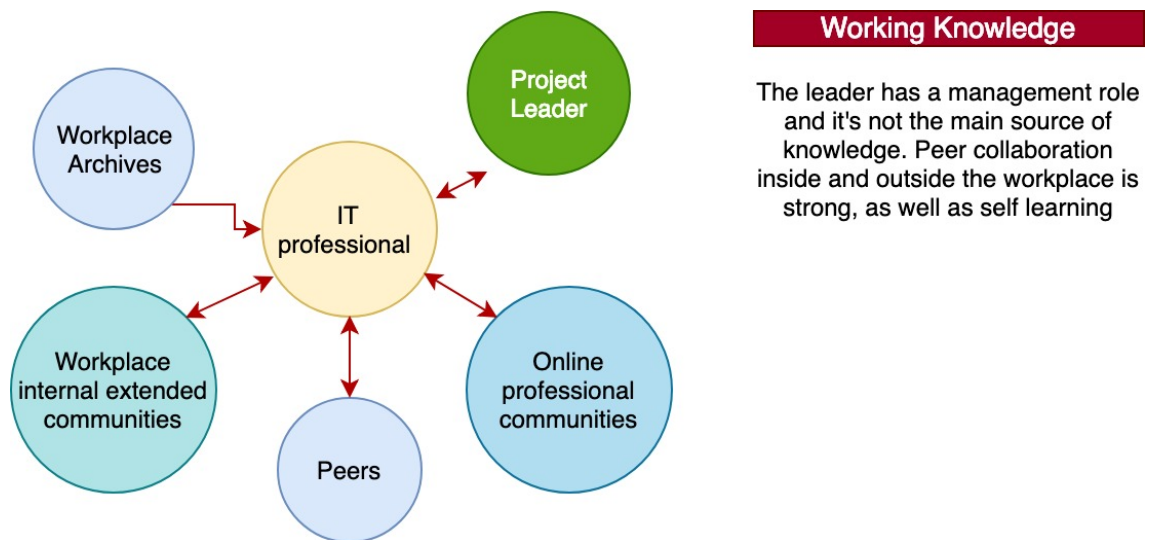 Working Knowledge
Project
Leader
The leader has a management role
and it's not the main source of
knowledge. Peer collaboration
inside and outside the workplace is
strong, as well as self learning
Workplace
Archives
IT
professional
Workplace
internal extended
communities
Online
professional
communities
Peers